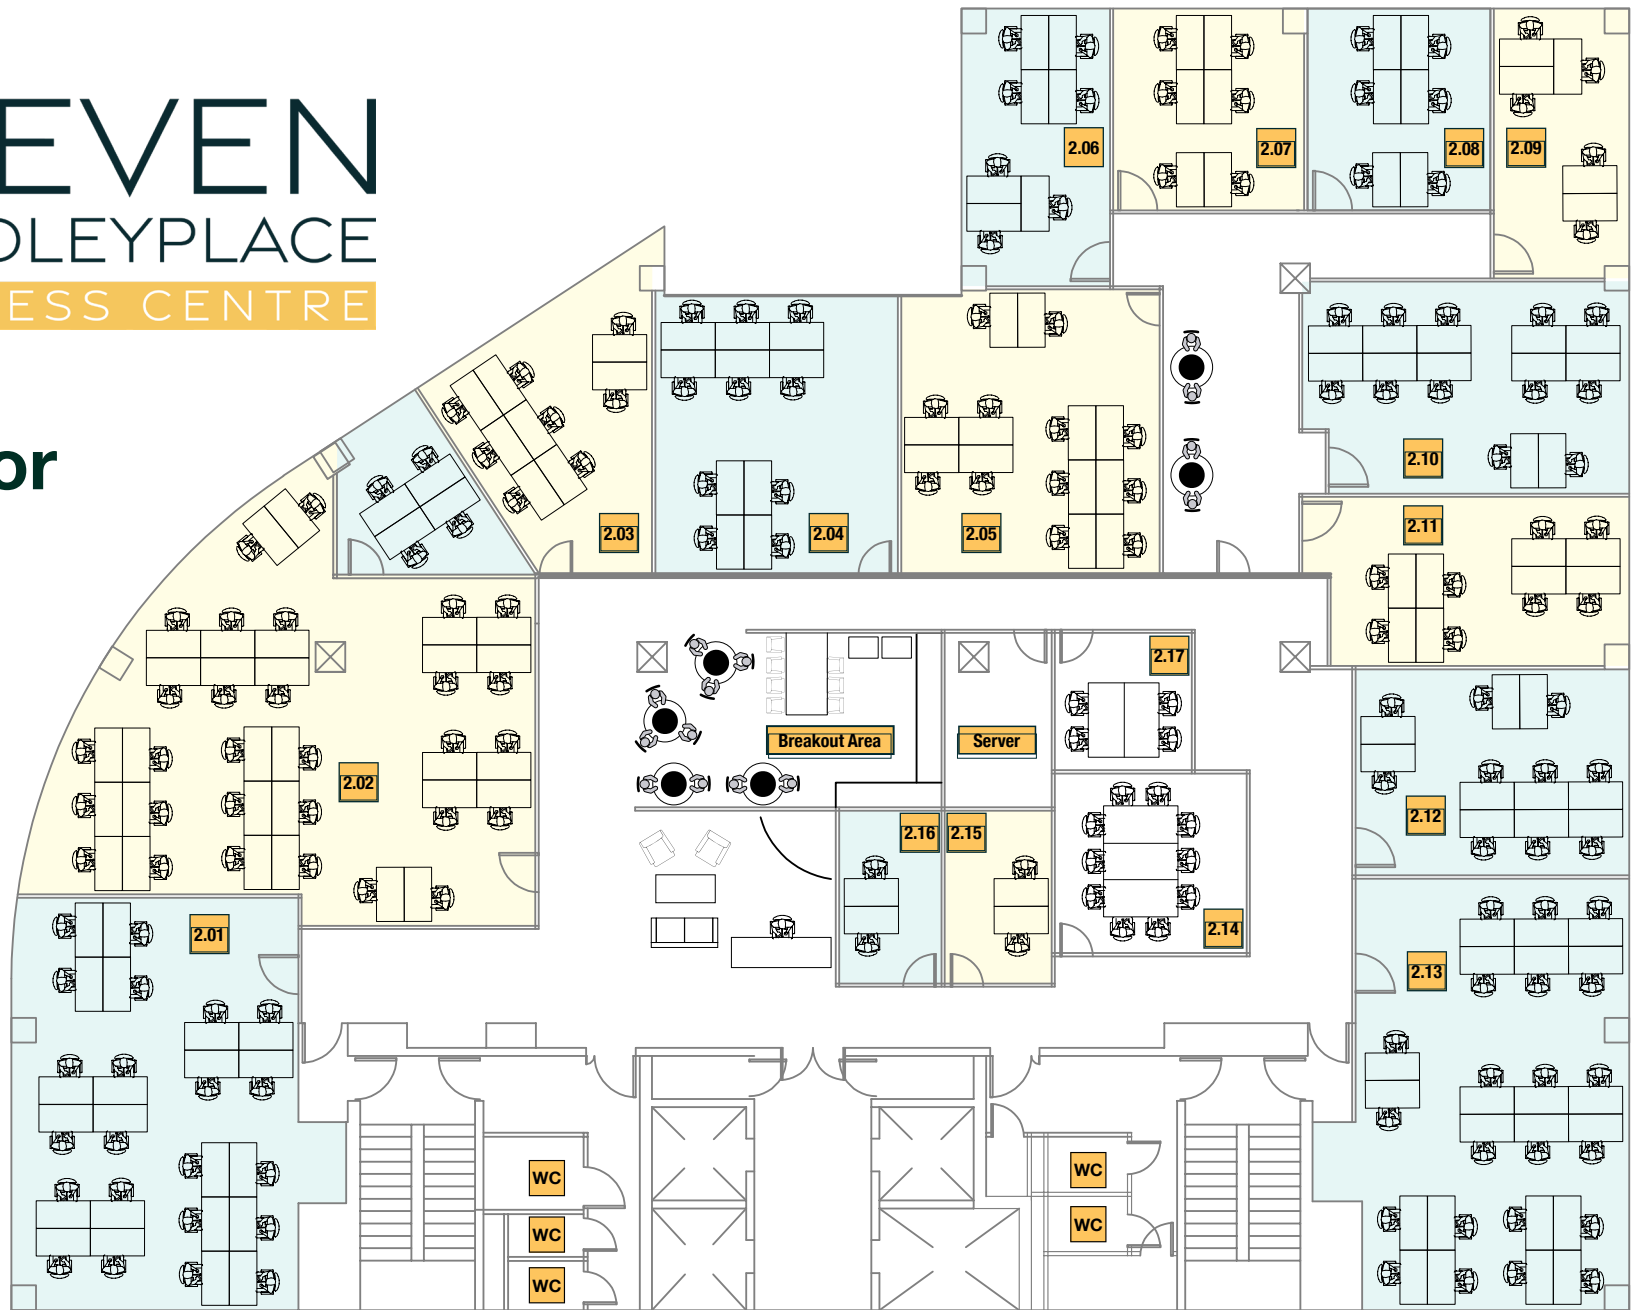 EVEN
OLEYPLACE
ESS CENTRE
or
2.06
2.07
2.08
2.09
2.10
2.11
2.03
2.04
2.05
2.17
Breakout Area
Server
2.02
2.12
2.16
2.15
2.14
2.01
2.13
WC
WC
WC
WC
WC